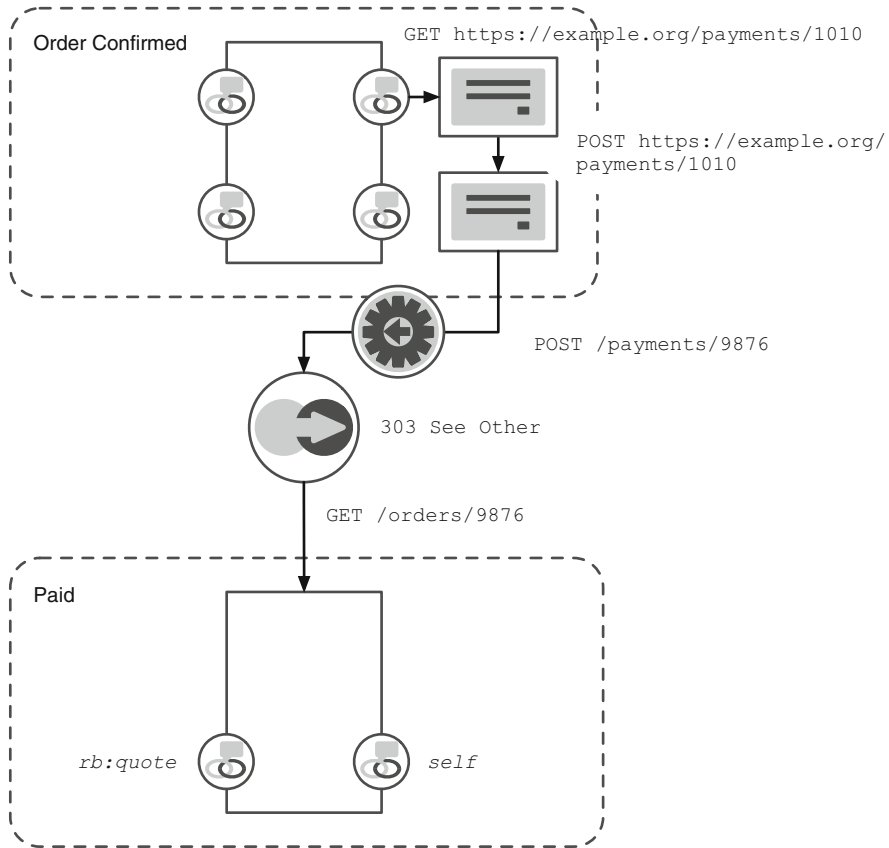 Order Confirmed
GET https://example.org/payments/1010
POST https://example.org/
payments/1010
POST /payments/9876
303 See Other
GET /orders/9876
Paid
rb:quote
self